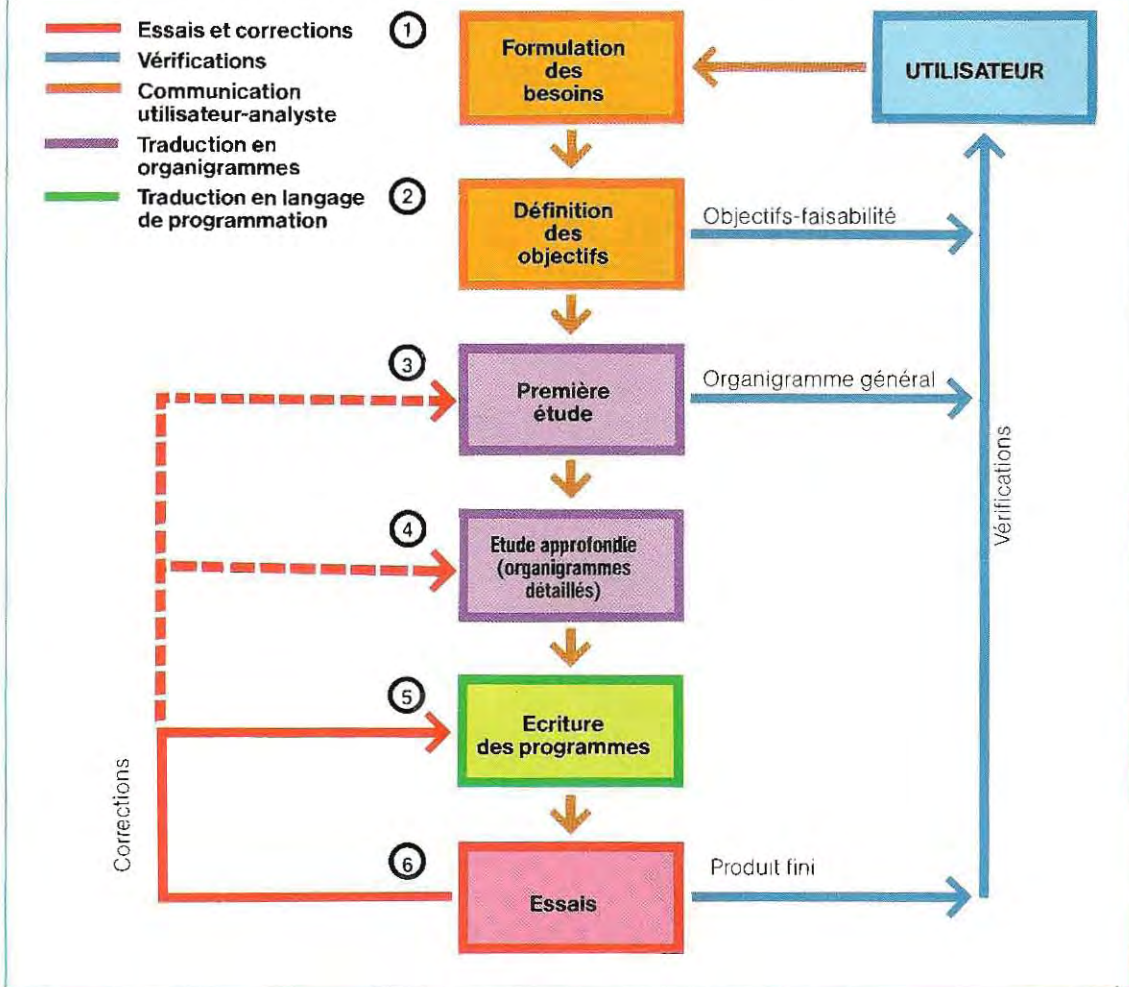 Essais et corrections
Vérifications
Communication
utilisateur-analyste
Traduction en
organigrammes
Traduction en langage
de programmation
1
Formulation
des
besoins
UTILISATEUR
2
Définition
des
objectifs
Objectifs-faisabilité
3
Première
étude
Organigramme général
4
Etude approfondie
(organigrammes
détaillés)
Vérifications
5
Ecriture
des programmes
Corrections
6
Essais
Produit fini